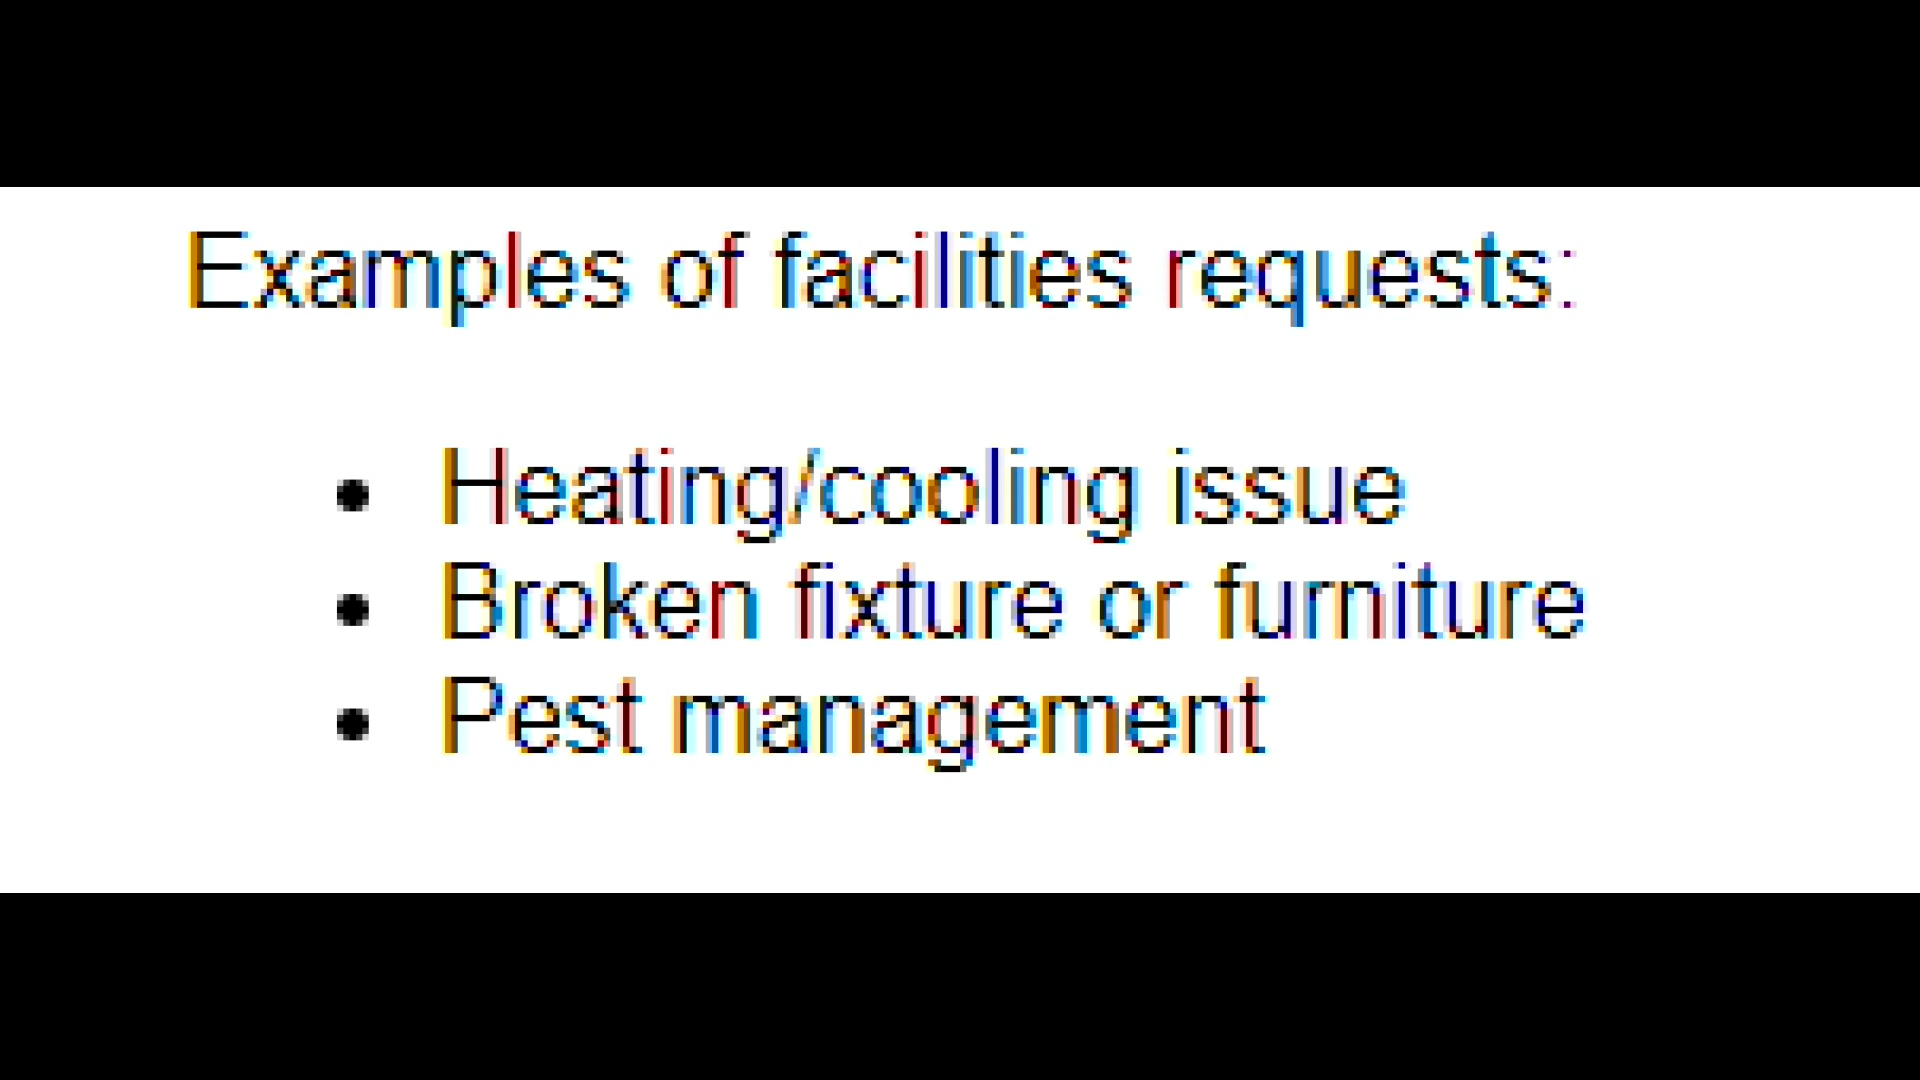 Examples of facilities requests:
• Heating/cooling issue
• Broken fixture or furniture
• Pest management